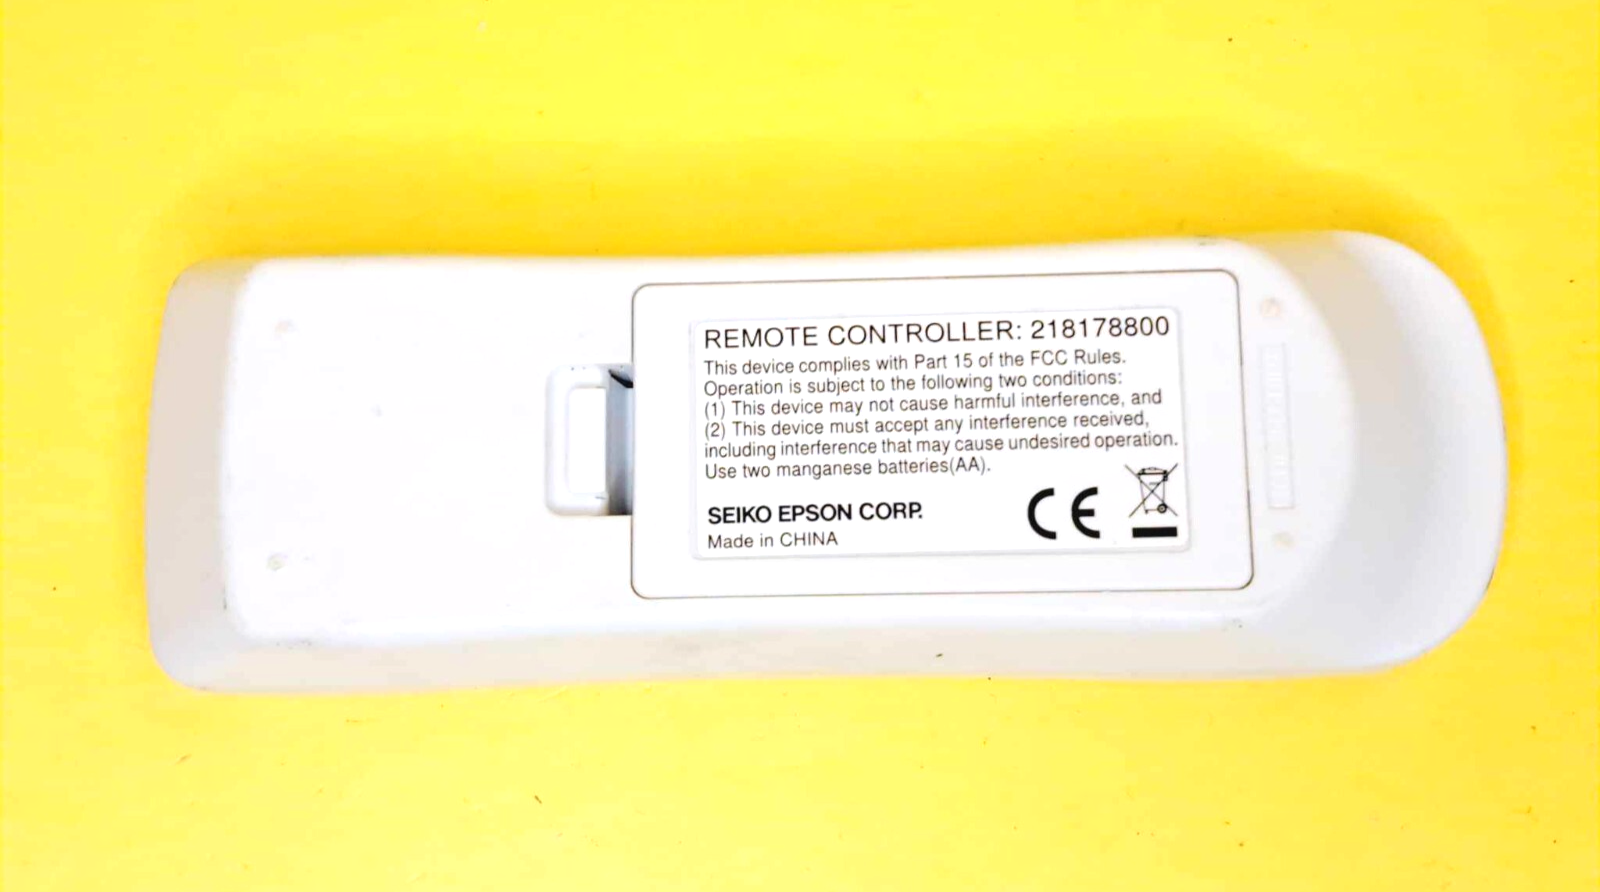 REMOTE CONTROLLER: 218178800
This device complies with Part 15 of the FCC Rules.
Operation is subject to the following two conditions:
(1) This device may not cause harmful interference, and
(2) This device must accept any interference received,
including interference that may cause undesired operation.
Use two manganese batteries(AA).
SEIKO EPSON CORP.
Made in CHINA
CE